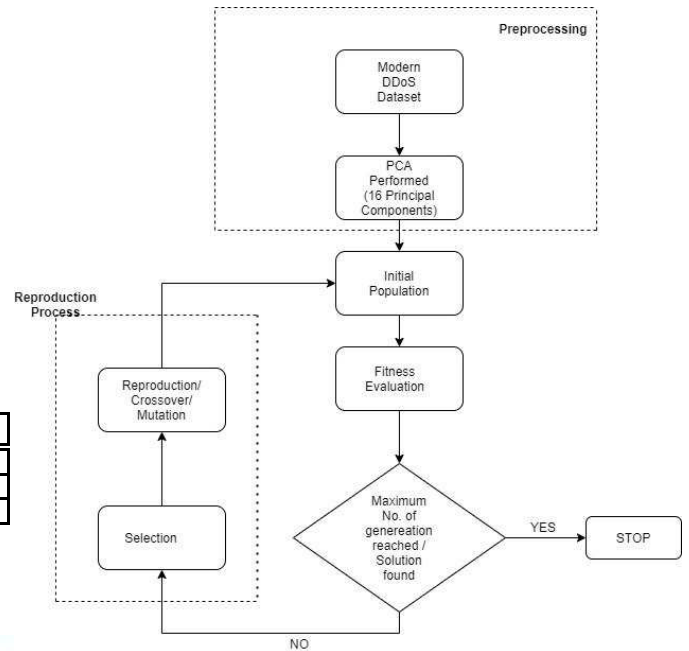 Preprocessing
Modern
DDoS
Dataset
PCA
Performed
(16 Principal
Components)
Initial
Population
Reproduction
Process
Fitness
Evaluation
Reproduction/
Crossover/
Mutation
Maximum
No. of
genereation
reached /
Solution
found
YES
STOP
Selection
NO